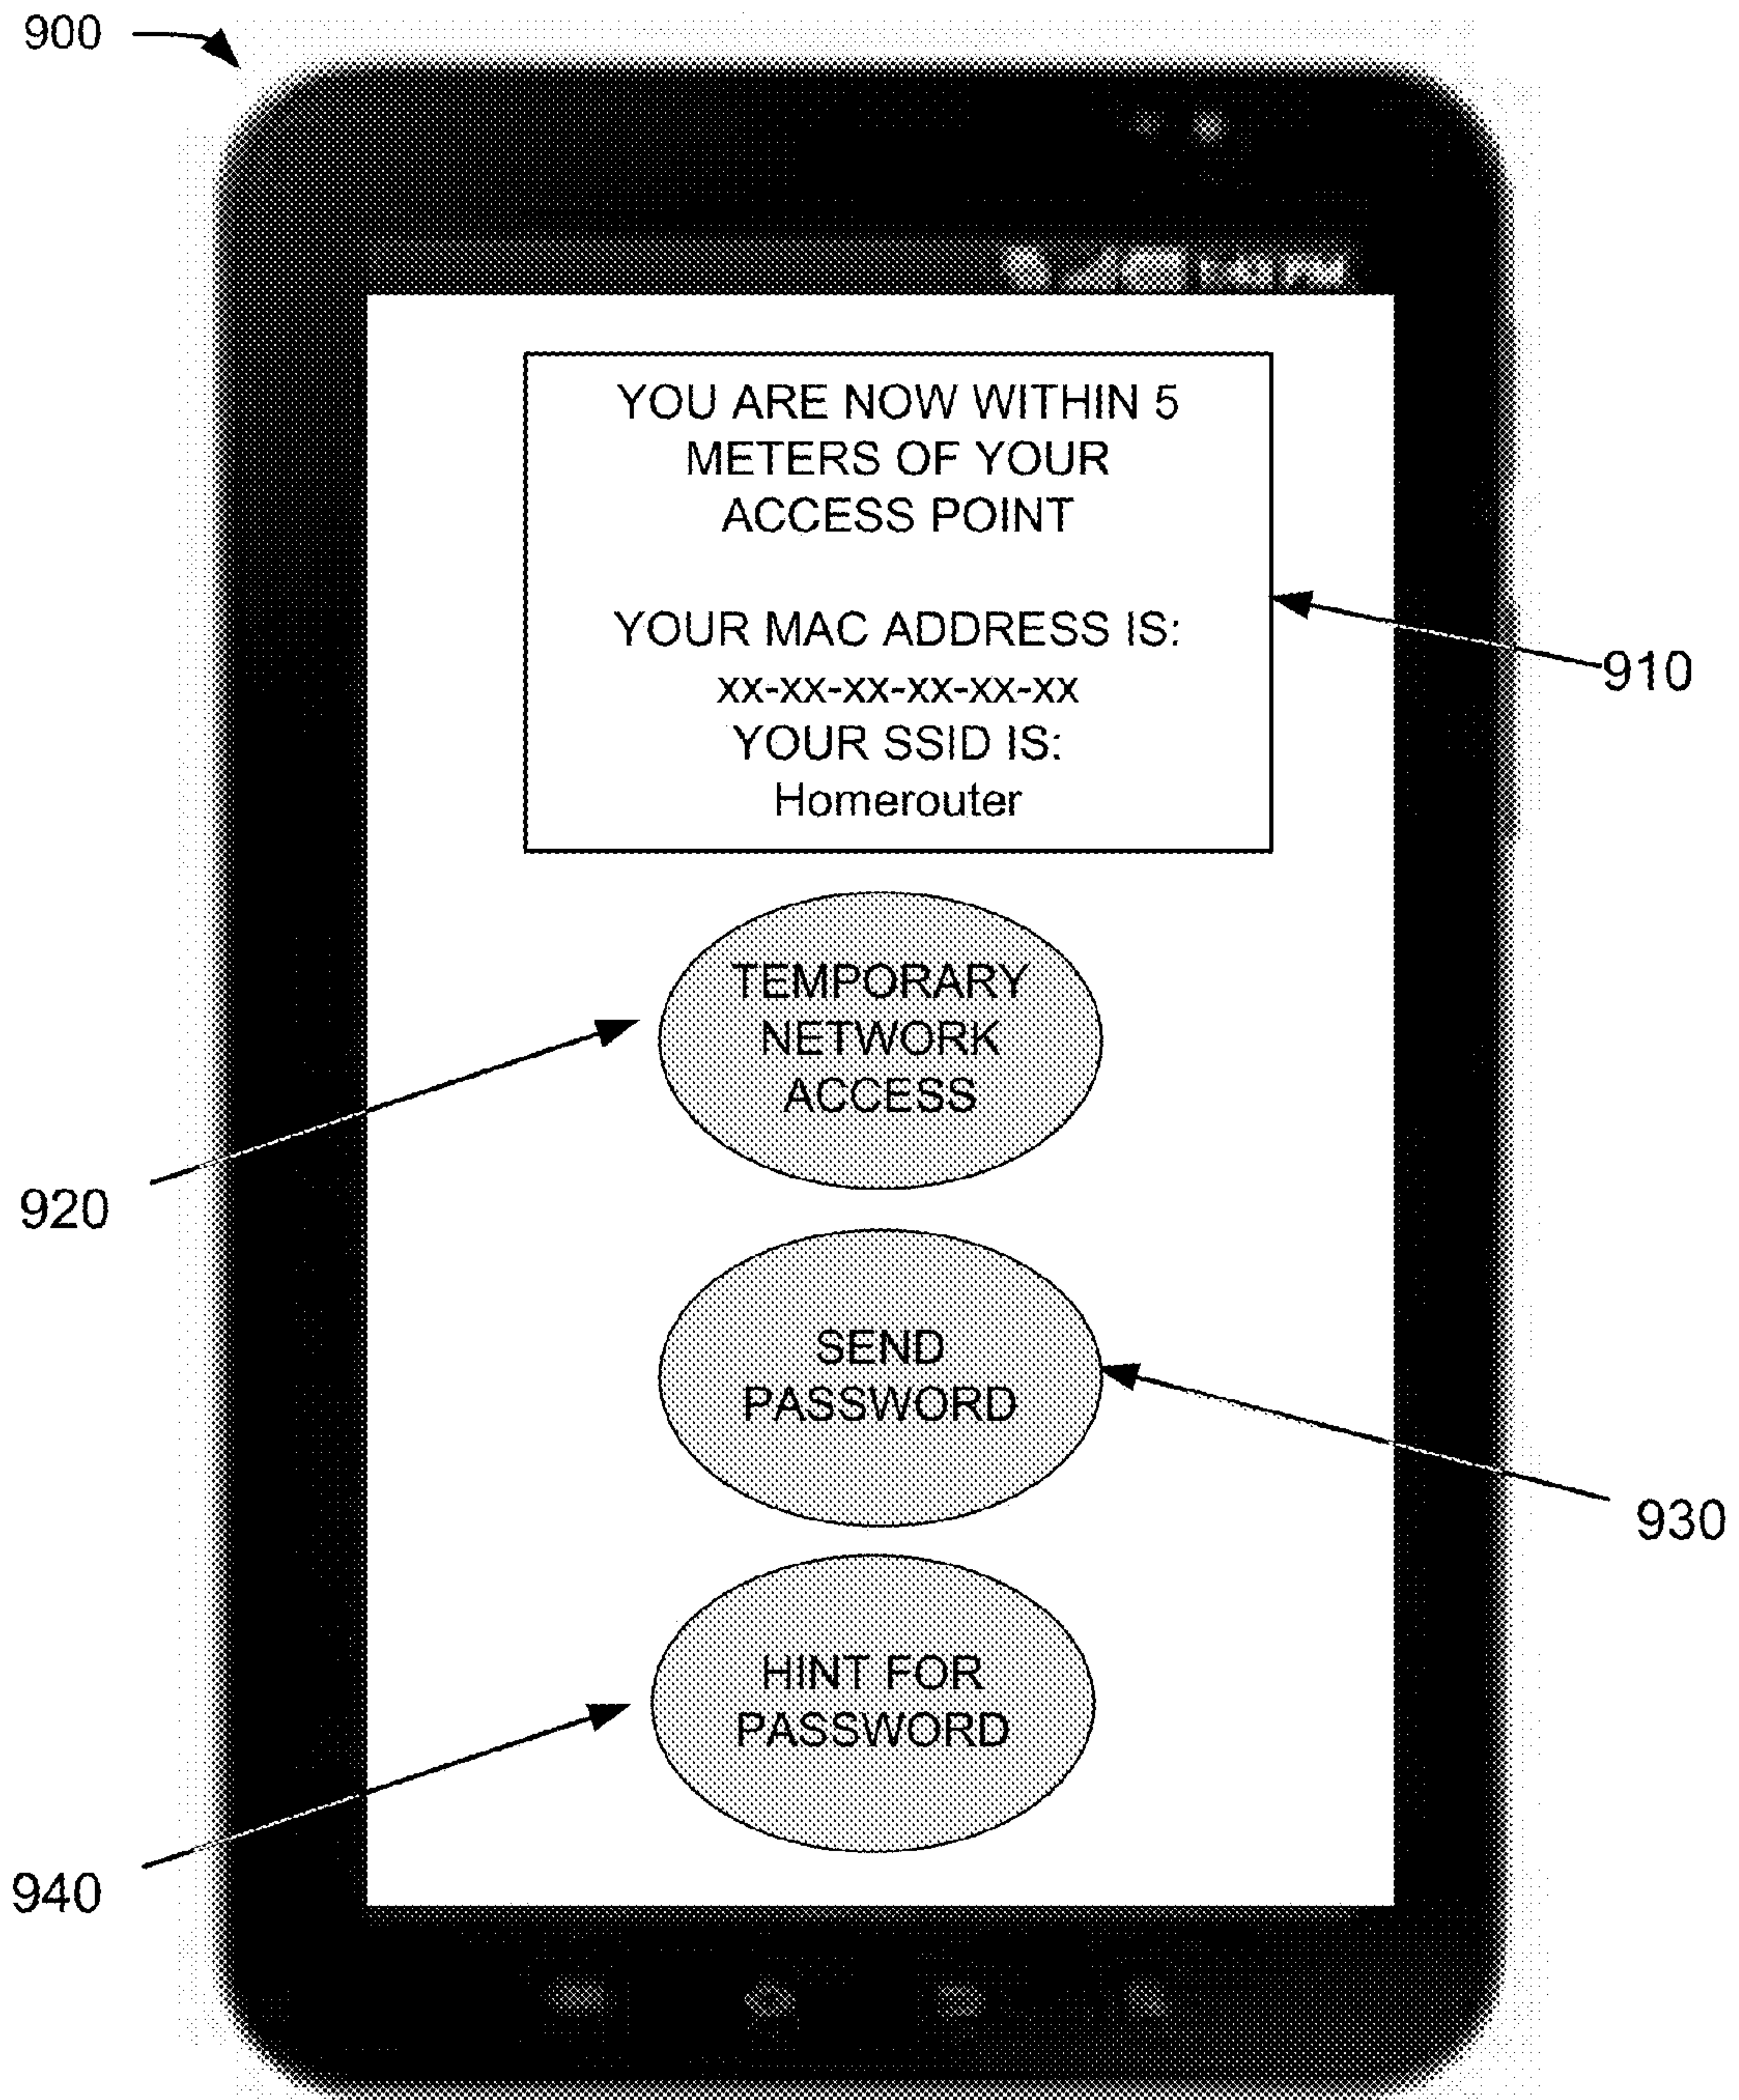 900
YOU ARE NOW WITHIN 5
METERS OF YOUR
ACCESS POINT
YOUR MAC ADDRESS IS:
xx-xx-xx-xx-xx-xx
YOUR SSID IS:
Homerouter
910
TEMPORARY
NETWORK
ACCESS
920
SEND
PASSWORD
930
HINT FOR
PASSWORD
940